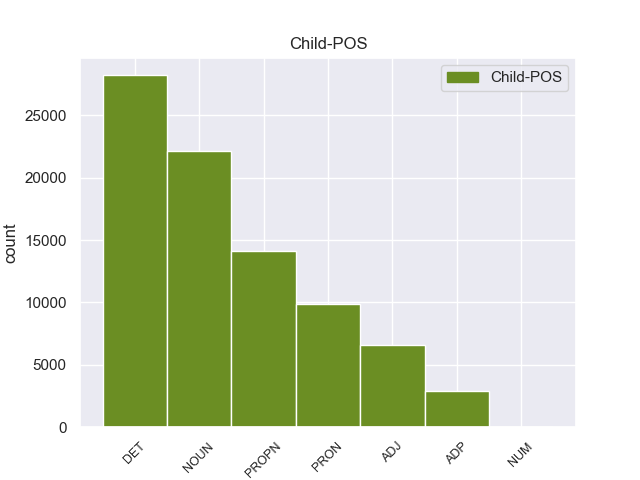 Child-POS
Child-POS
25000
20000
15000
10000
5000
0
count
DET NOUN PROPN PRON ADJ ADP NUM